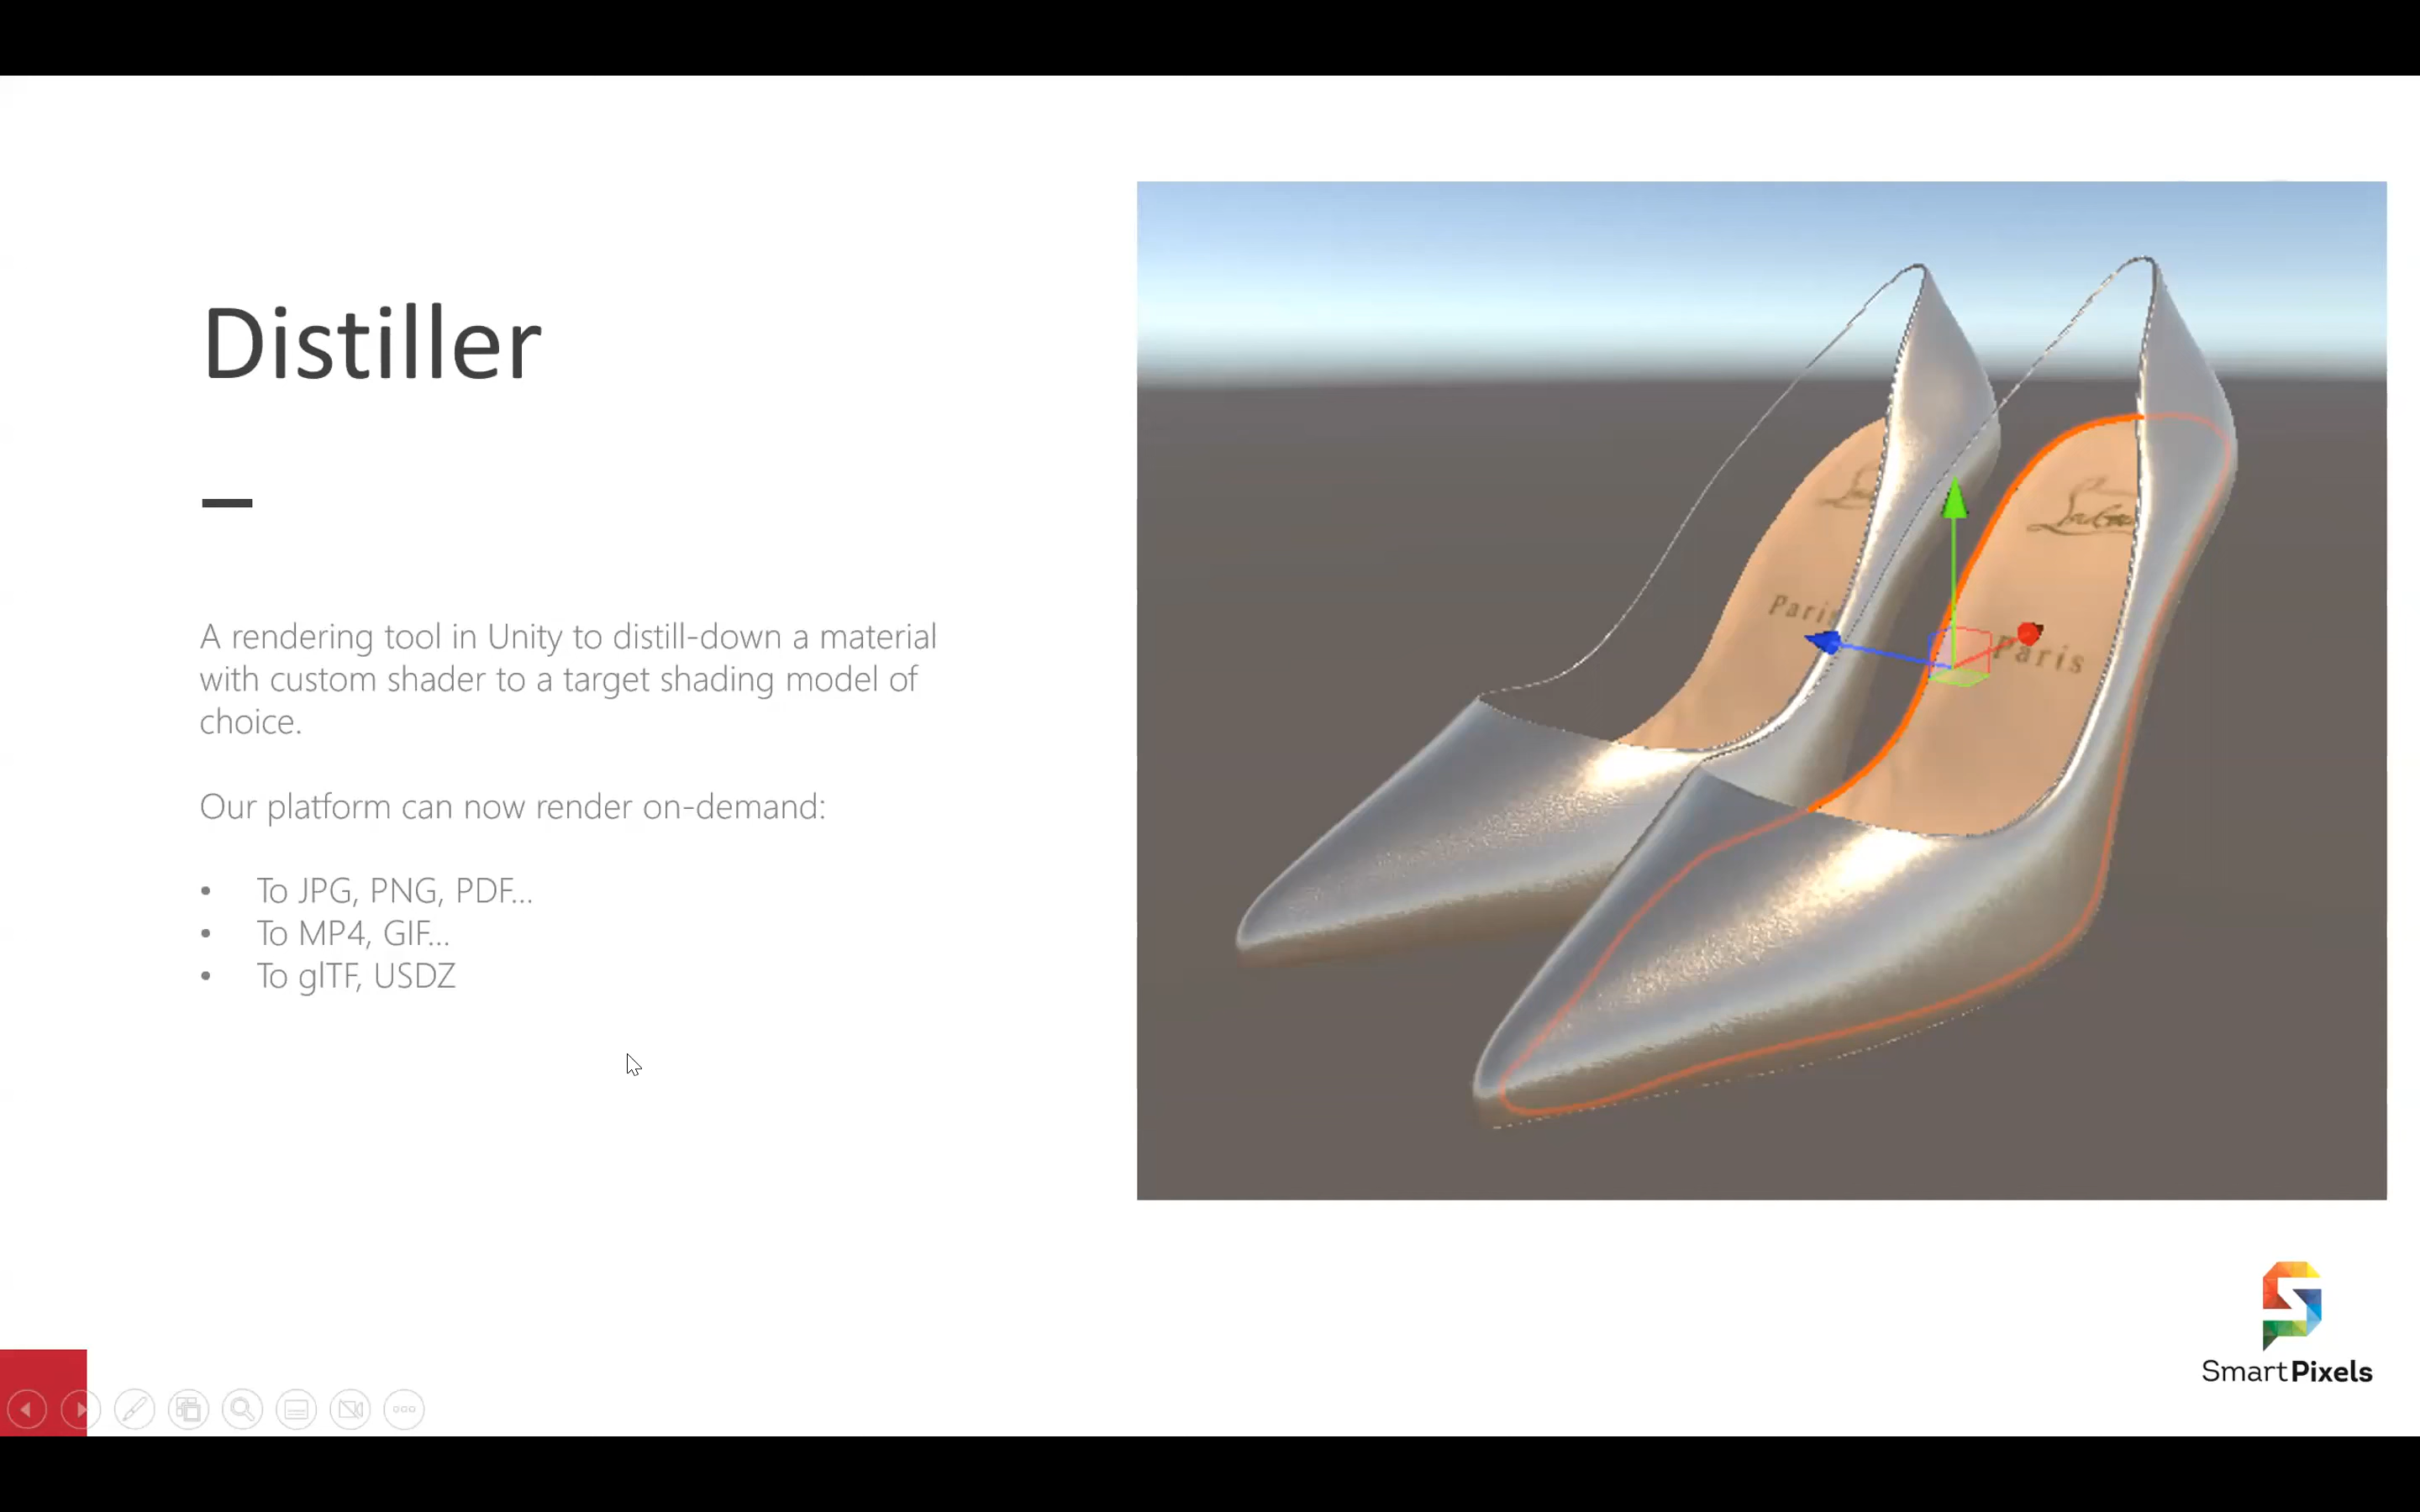 Distiller
A rendering tool in Unity to distill-down a material
with custom shader to a target shading model of
choice.
Our platform can now render on-demand:
• To JPG, PNG, PDF...
• To MP4, GIF...
• To glTF, USDZ
Paris
Paris
SmartPixels